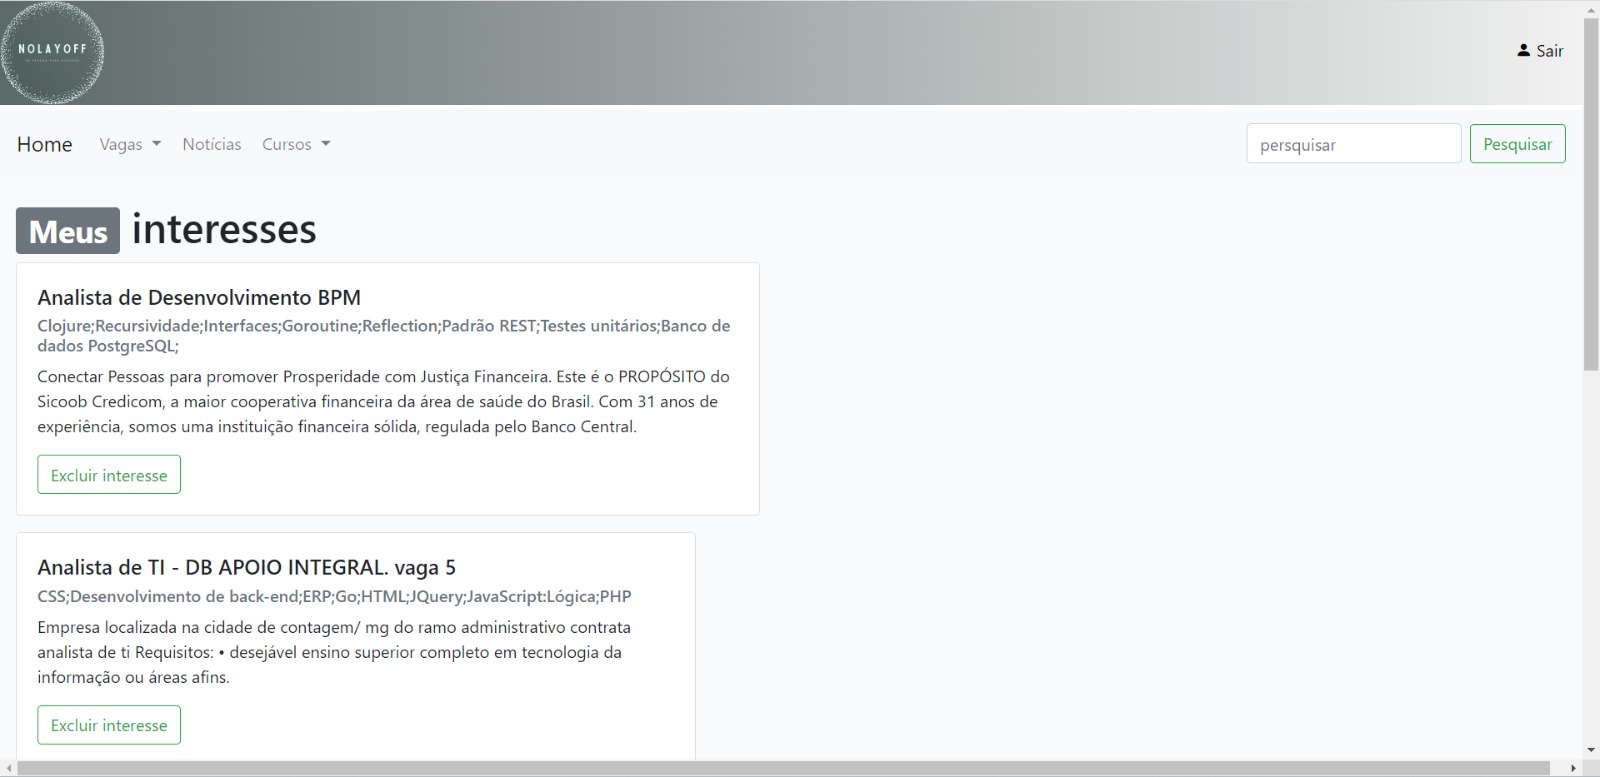 NOLAYOFF
Sair
Home Vagas Notícias Cursos persquisar Pesquisar
Meus interesses
Analista de Desenvolvimento BPM
Clojure;Recursividade;Interfaces;Goroutine;Reflection;Padrão REST;Testes unitários;Banco de
dados PostgreSQL;
Conectar Pessoas para promover Prosperidade com Justiça Financeira. Este é o PROPÓSITO do
Sicoob Credicom, a maior cooperativa financeira da área de saúde do Brasil. Com 31 anos de
experiência, somos uma instituição financeira sólida, regulada pelo Banco Central.
Excluir interesse
Analista de TI - DB APOIO INTEGRAL. vaga 5
CSS;Desenvolvimento de back-end;ERP;Go;HTML;JQuery;JavaScript:Lógica;PHP
Empresa localizada na cidade de contagem/ mg do ramo administrativo contrata
analista de ti Requisitos: • desejável ensino superior completo em tecnologia da
informação ou áreas afins.
Excluir interesse